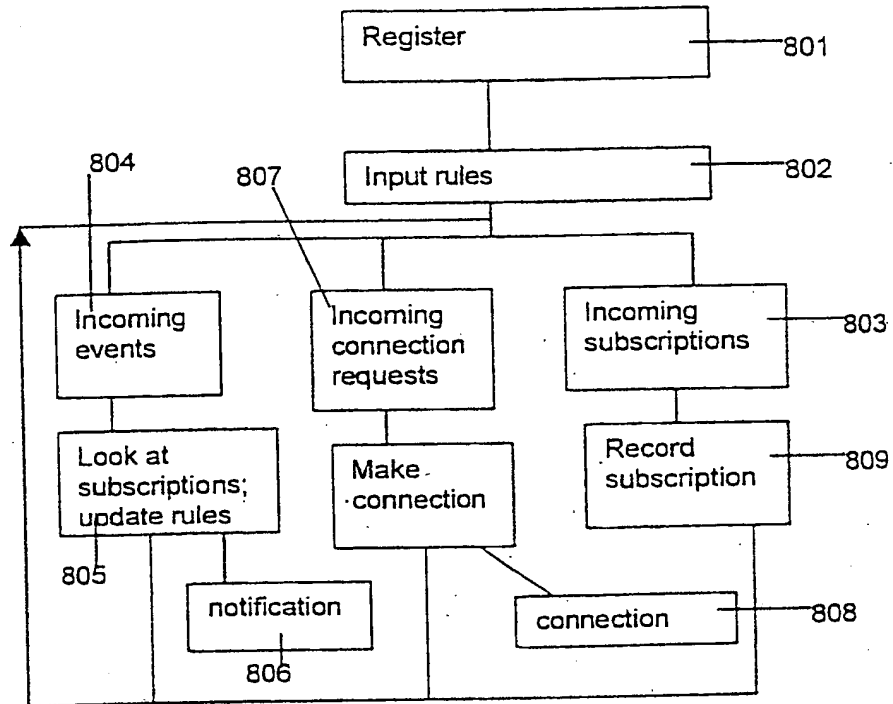 Register
801
Input rules
802
804
807
Incoming
events
Incoming
connection
requests
Incoming
subscriptions
803
Look at
subscriptions;
update rules
805
Make
connection
Record
subscription
809
notification
806
connection
808